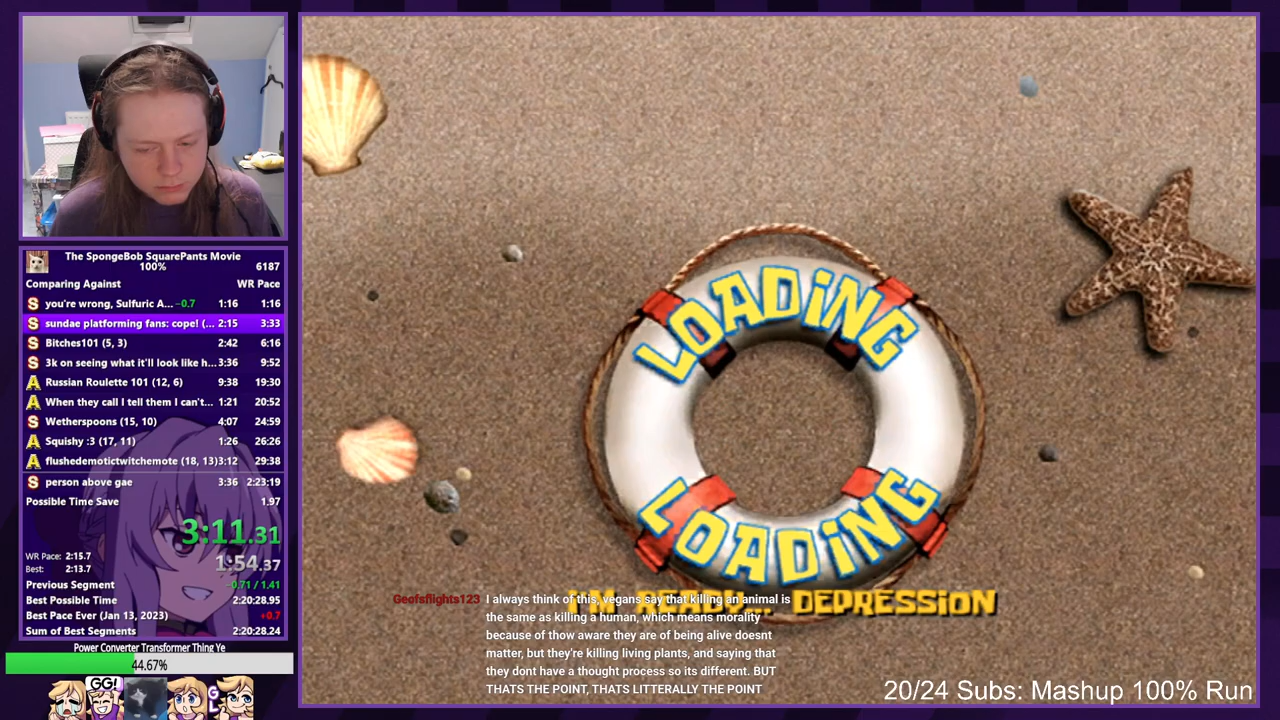 The SpongeBob SquarePants Movie
100% 6187
Comparing Against WR Pace
S you're wrong, Sulfuric A... -0.7 1:16 1:16
S sundae platforming fans: cope! (... 2:15 3:33
S Bitches101 (5, 3) 2:42 6:16
S 3k on seeing what it'll look like h... 3:36 9:52
A Russian Roulette 101 (12, 6) 9:38 19:30
A When they call I tell them I can't... 1:21 20:52
S Wetherspoons (15, 10) 4:07 24:59
A Squishy :3 (17, 11) 1:26 26:26
A flushedemotictwitchemote (18, 13) 3:12 29:38
S person above gae 3:36 2:23:19
Possible Time Save 1.97
3:11.31
WR Pace: 2:15.7
Best: 2:13.7
1:54.37
Previous Segment -0.71 / 1.41
Best Possible Time 2:20:28.95
Best Pace Ever (Jan 13, 2023) +0.7
Sum of Best Segments 2:20:28.24
Power Converter Transformer Thing Ye
44.67%
GG!
G
L
LOADiNG
LOADiNG
I'M READY... DEPRESSiON
Geofsflights123 I always think of this, vegans say that killing an animal is
the same as killing a human, which means morality
because of thow aware they are of being alive doesnt
matter, but they're killing living plants, and saying that
they dont have a thought process so its different. BUT
THATS THE POINT, THATS LITTERALLY THE POINT
20/24 Subs: Mashup 100% Run